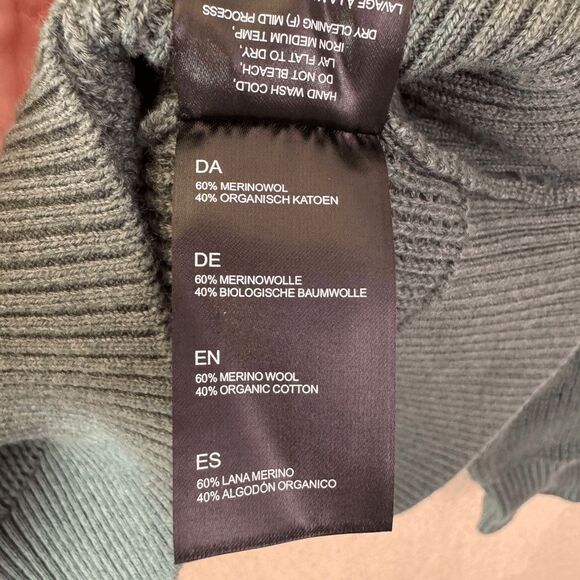 HAND WASH COLD,
DO NOT BLEACH,
LAY FLAT TO DRY,
IRON MEDIUM TEMP,
DRY CLEANING (F) MILD PROCESS
LAVAGE À LA
DA
60% MERINOWOL
40% ORGANISCH KATOEN
DE
60% MERINOWOLLE
40% BIOLOGISCHE BAUMWOLLE
EN
60% MERINO WOOL
40% ORGANIC COTTON
ES
60% LANA MERINO
40% ALGODÓN ORGANICO